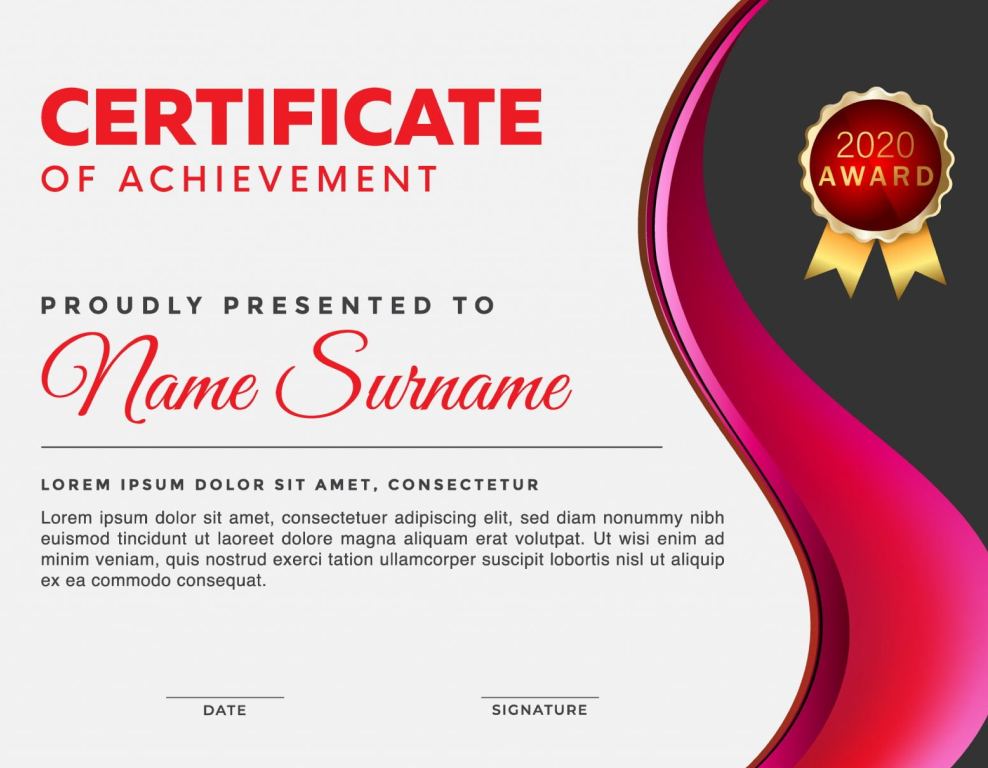 CERTIFICATE
OF ACHIEVEMENT
2020
AWARD
PROUDLY PRESENTED TO
Name Surname
LOREM IPSUM DOLOR SIT AMET, CONSECTETUR
Lorem ipsum dolor sit amet, consectetuer adipiscing elit, sed diam nonummy nibh
euismod tincidunt ut laoreet dolore magna aliquam erat volutpat. Ut wisi enim ad
minim veniam, quis nostrud exerci tation ullamcorper suscipit lobortis nisl ut aliquip
ex ea commodo consequat.
DATE
SIGNATURE